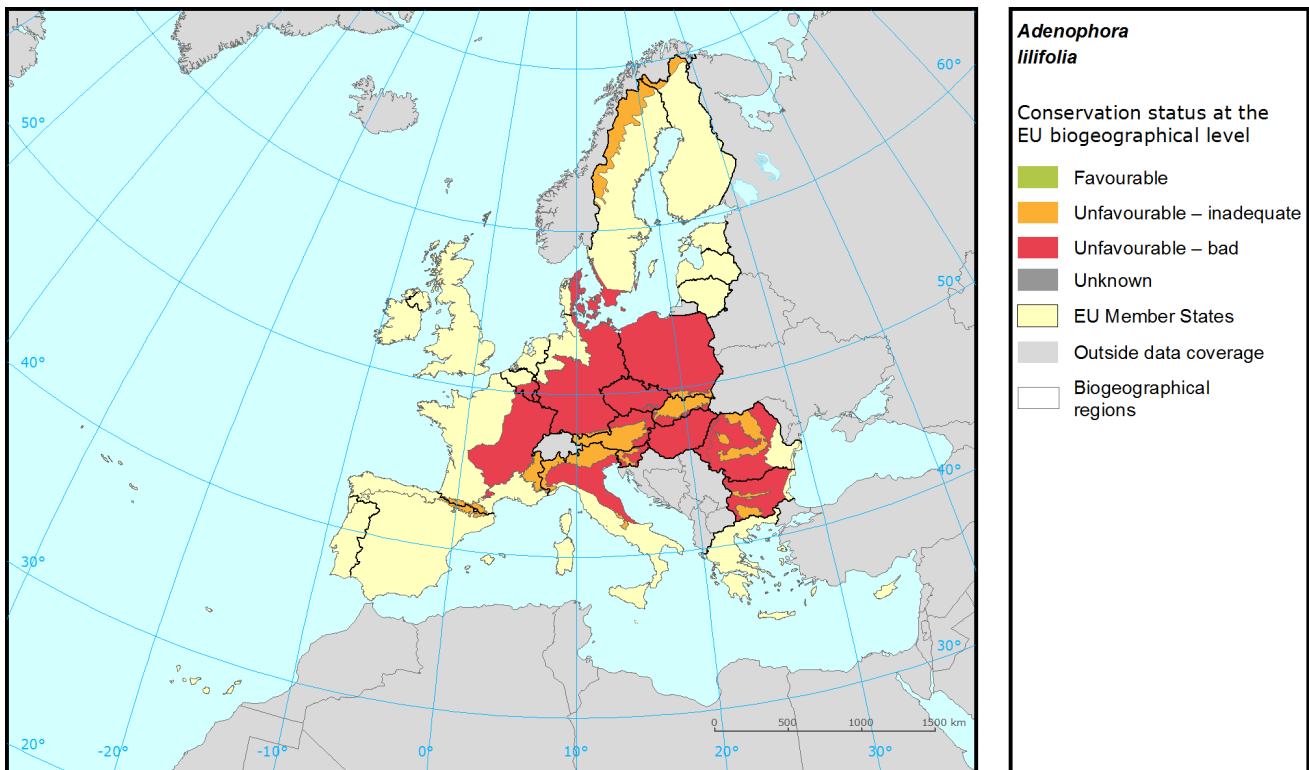 Adenophora
lilifolia
Conservation status at the
EU biogeographical level
Favourable
Unfavourable – inadequate
Unfavourable – bad
Unknown
EU Member States
Outside data coverage
Biogeographical
regions
60°
50°
50°
40°
40°
30°
30°
20°
-20°
-10°
0°
10°
20°
30°
0
500
1000
1500 km